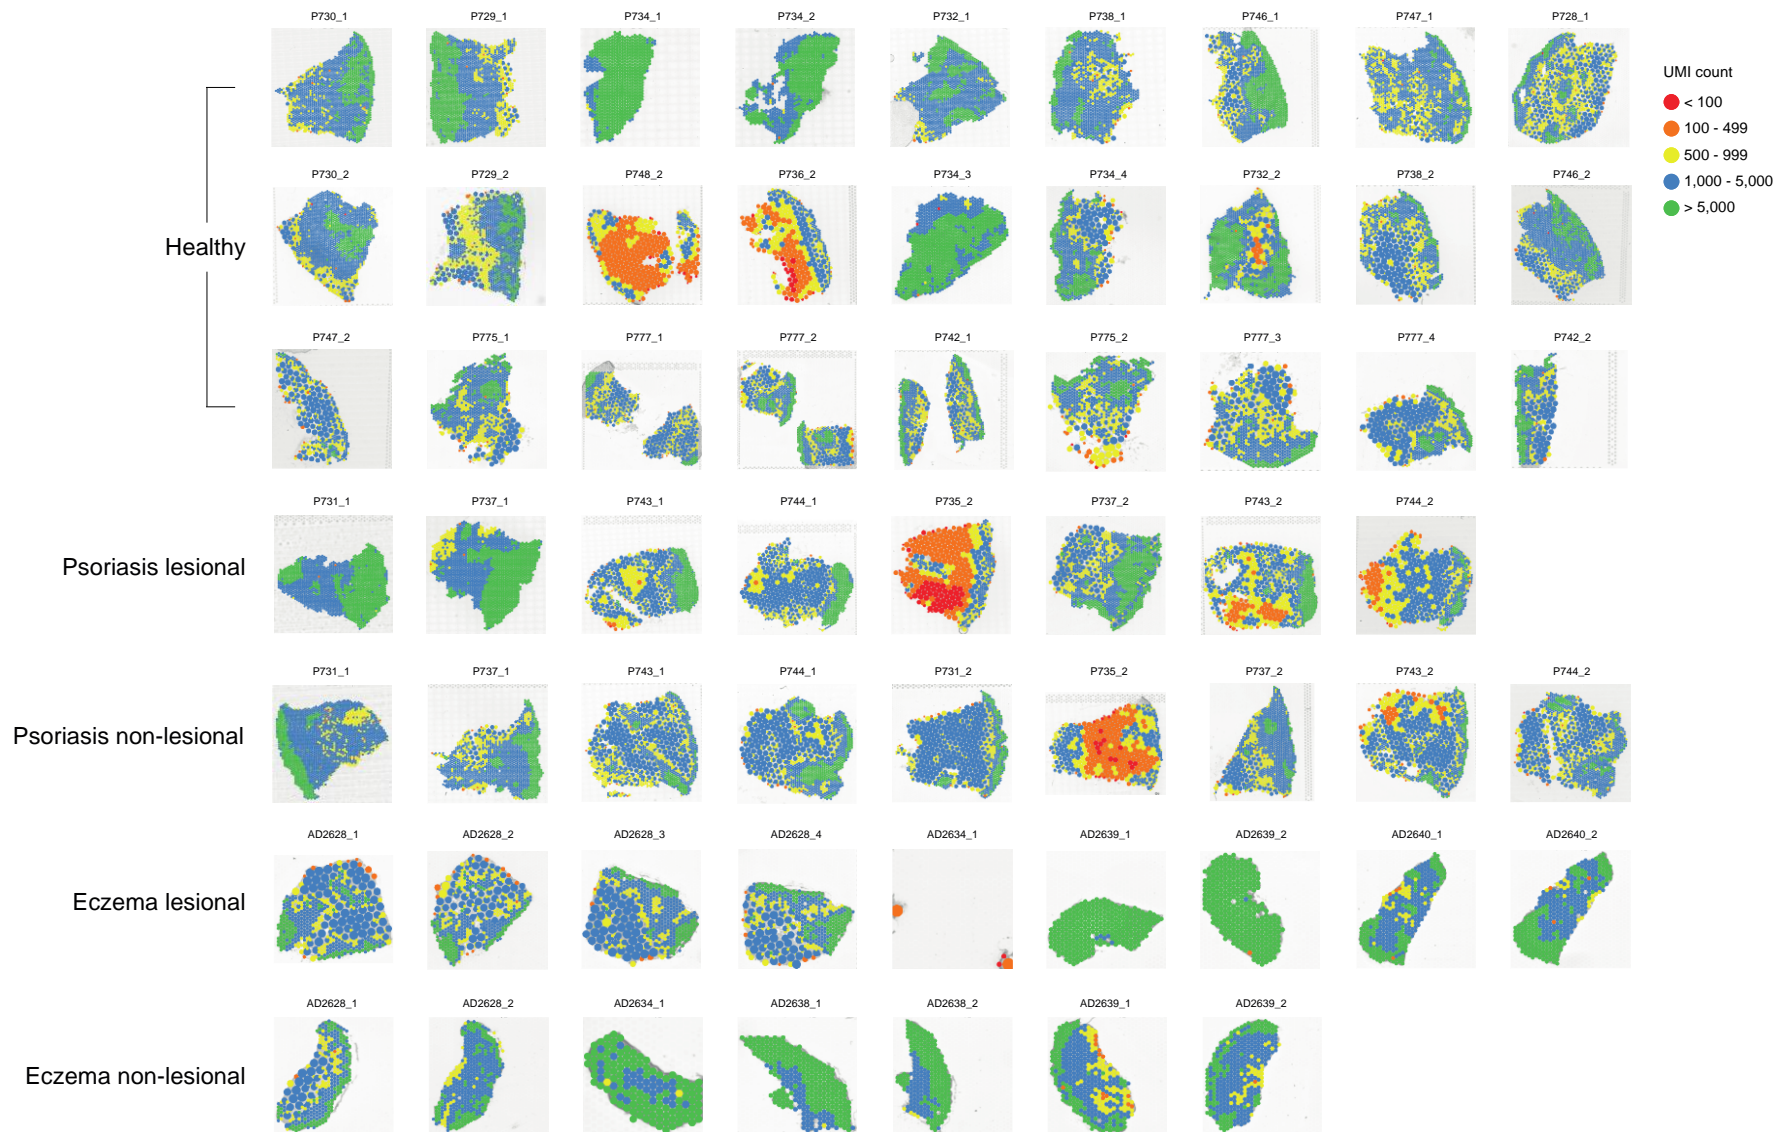 P730_1 P729_1 P734_1 P734_2 P732_1 P738_1 P746_1 P747_1 P728_1
UMI count
< 100
100 - 499
500 - 999
1,000 - 5,000
> 5,000
P730_2 P729_2 P748_2 P736_2 P734_3 P734_4 P732_2 P738_2 P746_2
Healthy
P747_2 P775_1 P777_1 P777_2 P742_1 P775_2 P777_3 P777_4 P742_2
P731_1 P737_1 P743_1 P744_1 P735_2 P737_2 P743_2 P744_2
Psoriasis lesional
P731_1 P737_1 P743_1 P744_1 P731_2 P735_2 P737_2 P743_2 P744_2
Psoriasis non-lesional
AD2628_1 AD2628_2 AD2628_3 AD2628_4 AD2634_1 AD2639_1 AD2639_2 AD2640_1 AD2640_2
Eczema lesional
AD2628_1 AD2628_2 AD2634_1 AD2638_1 AD2638_2 AD2639_1 AD2639_2
Eczema non-lesional